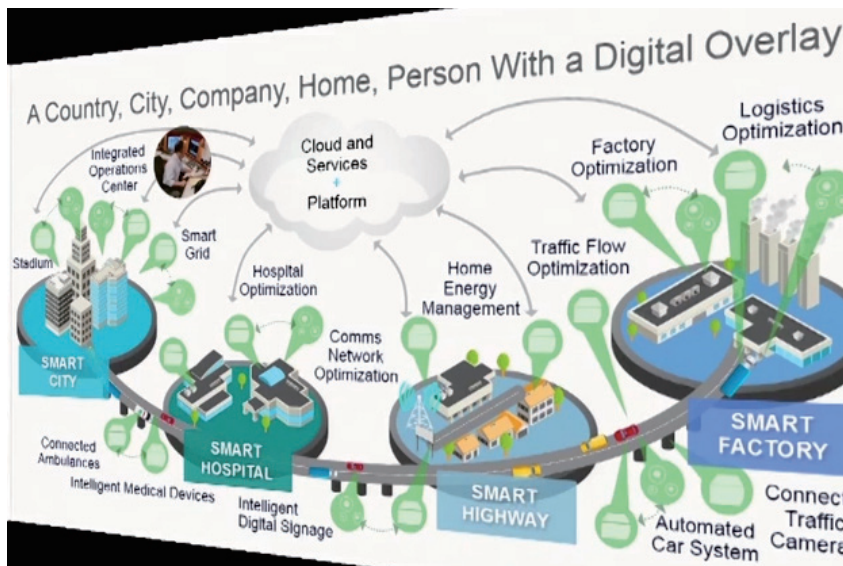 A Country, City, Company, Home, Person With a Digital Overlay
Integrated
Operations
Center
Cloud and
Services
+
Platform
Logistics
Optimization
Factory
Optimization
Stadium
Smart
Grid
Hospital
Optimization
Home
Energy
Management
Traffic Flow
Optimization
Comms
Network
Optimization
SMART
CITY
SMART
HOSPITAL
SMART
HIGHWAY
SMART
FACTORY
Connected
Ambulances
Intelligent Medical Devices
Intelligent
Digital Signage
Automated
Car System
Connect
Traffic
Camera